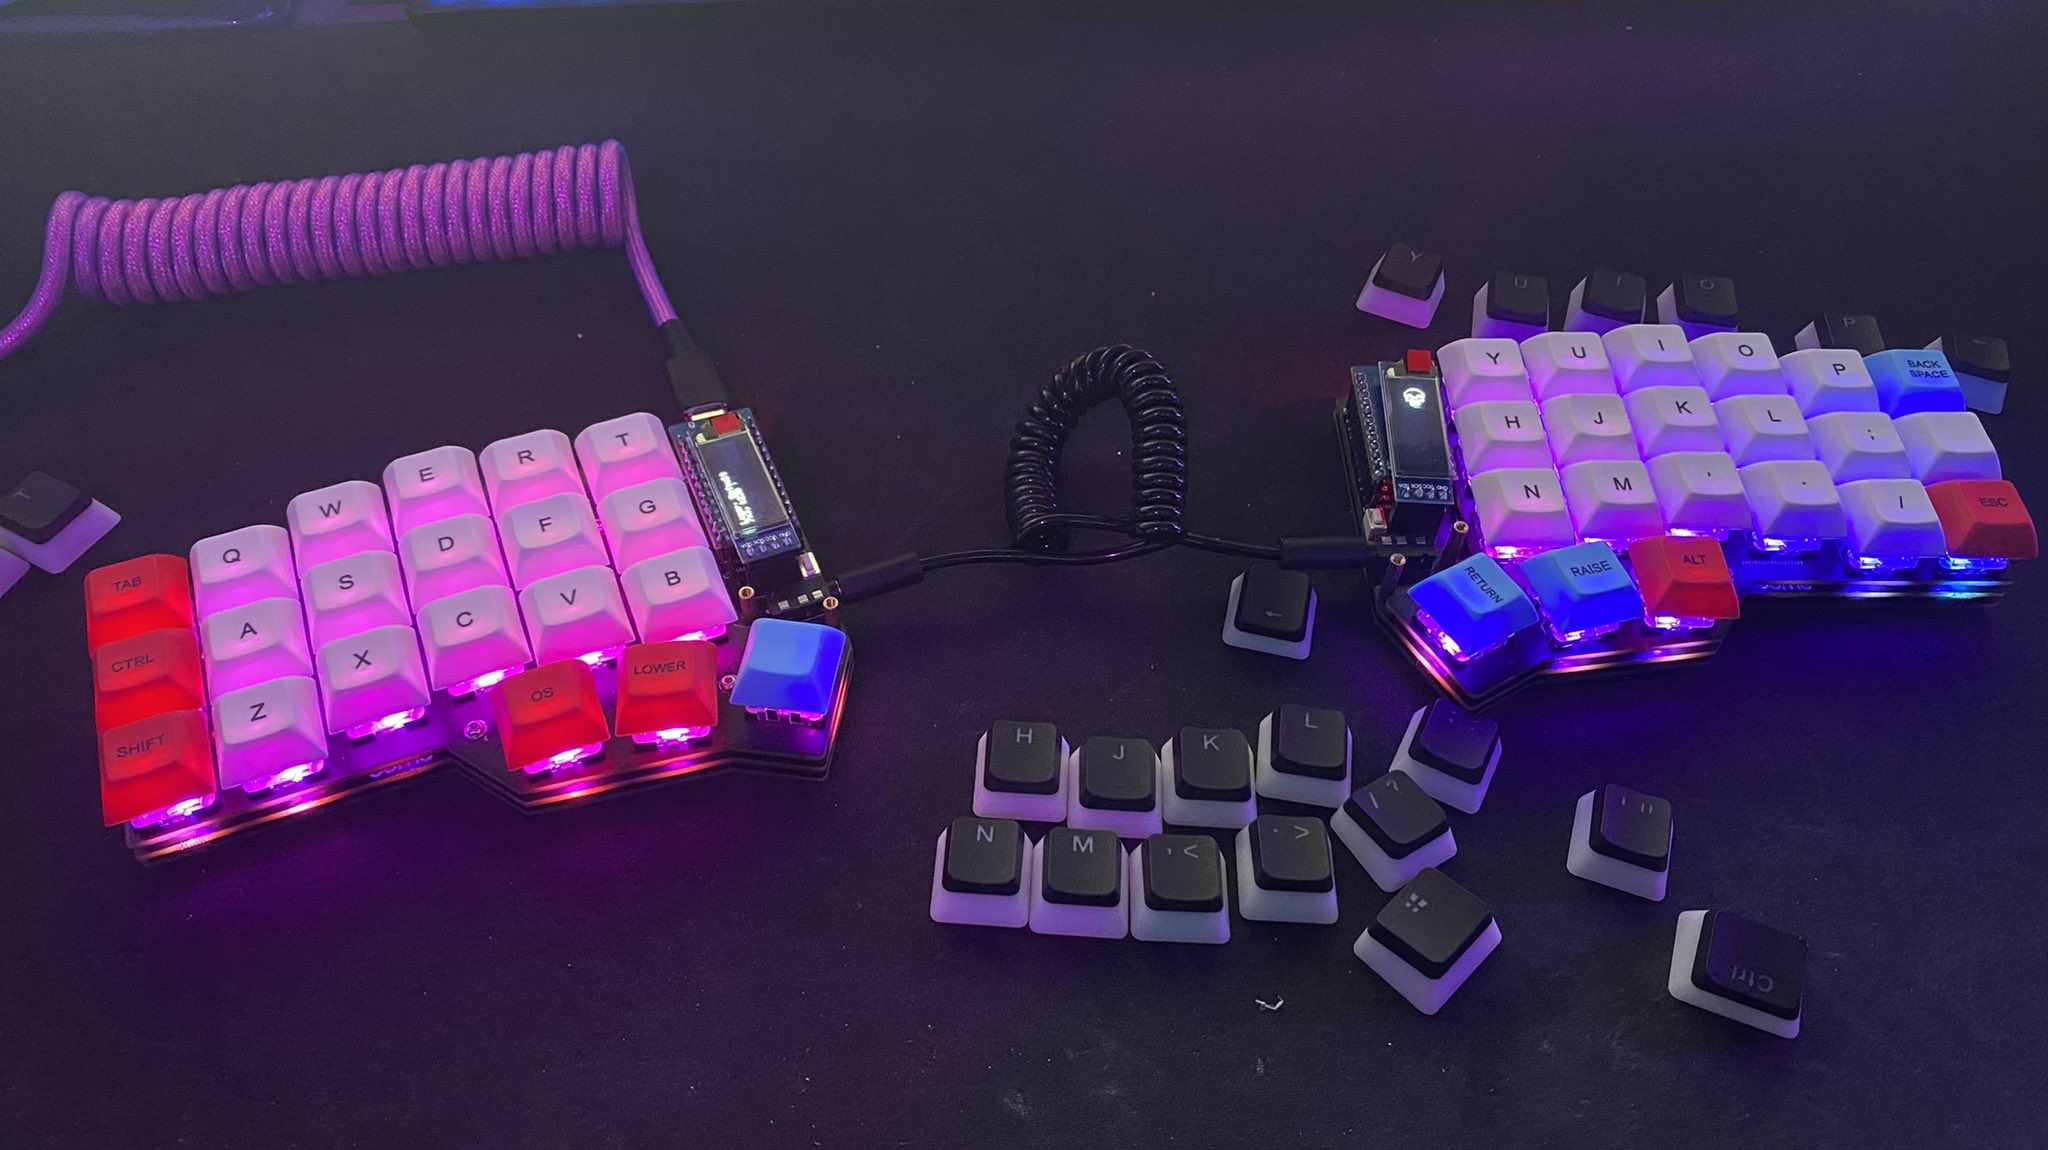 TAB
Q
W
E
R
T
CTRL
A
S
D
F
G
SHIFT
Z
X
C
V
B
OS
LOWER
Y
U
I
O
P
BACK
SPACE
H
J
K
L
;
N
M
,
.
/
ESC
RETURN
RAISE
ALT
Y
U
I
O
P
H
J
K
L
N
M
, <
. >
/ ?
' "
Ctrl